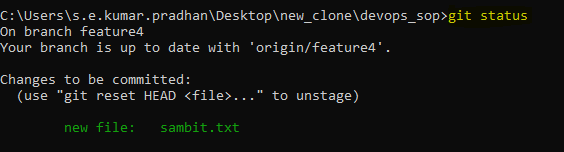 C:\Users\s.e.kumar.pradhan\Desktop\new_clone\devops_sop>git status
On branch feature4
Your branch is up to date with 'origin/feature4'.
Changes to be committed:
(use "git reset HEAD <file>..." to unstage)
new file: sambit.txt